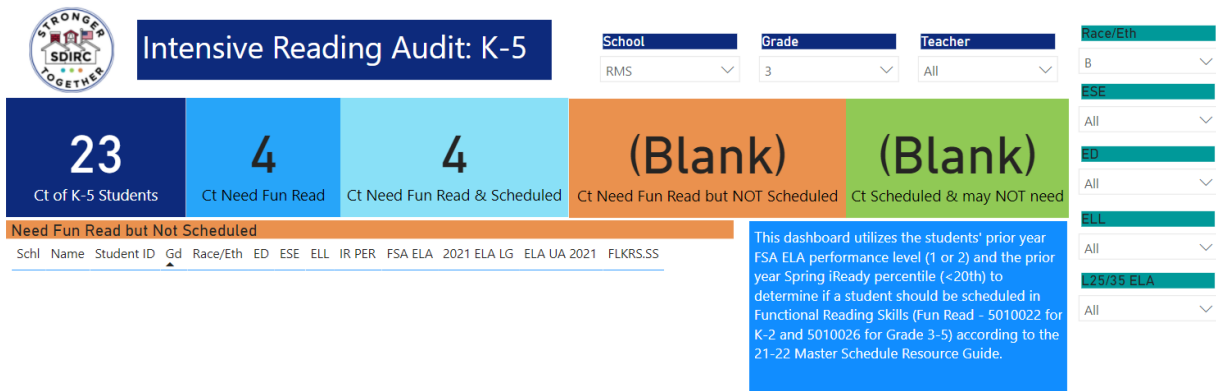 STRONGER
SDIRC
TOGETHER
Intensive Reading Audit: K-5
School
RMS
Grade
3
Teacher
All
Race/Eth
B
ESE
All
ED
All
ELL
All
L25/35 ELA
All
23
Ct of K-5 Students
4
Ct Need Fun Read
4
Ct Need Fun Read & Scheduled
(Blank)
Ct Need Fun Read but NOT Scheduled
(Blank)
Ct Scheduled & may NOT need
Need Fun Read but Not Scheduled
Schl Name Student ID Gd Race/Eth ED ESE ELL IR PER FSA ELA 2021 ELA LG ELA UA 2021 FLKRS.SS
This dashboard utilizes the students' prior year
FSA ELA performance level (1 or 2) and the prior
year Spring iReady percentile (<20th) to
determine if a student should be scheduled in
Functional Reading Skills (Fun Read - 5010022 for
K-2 and 5010026 for Grade 3-5) according to the
21-22 Master Schedule Resource Guide.